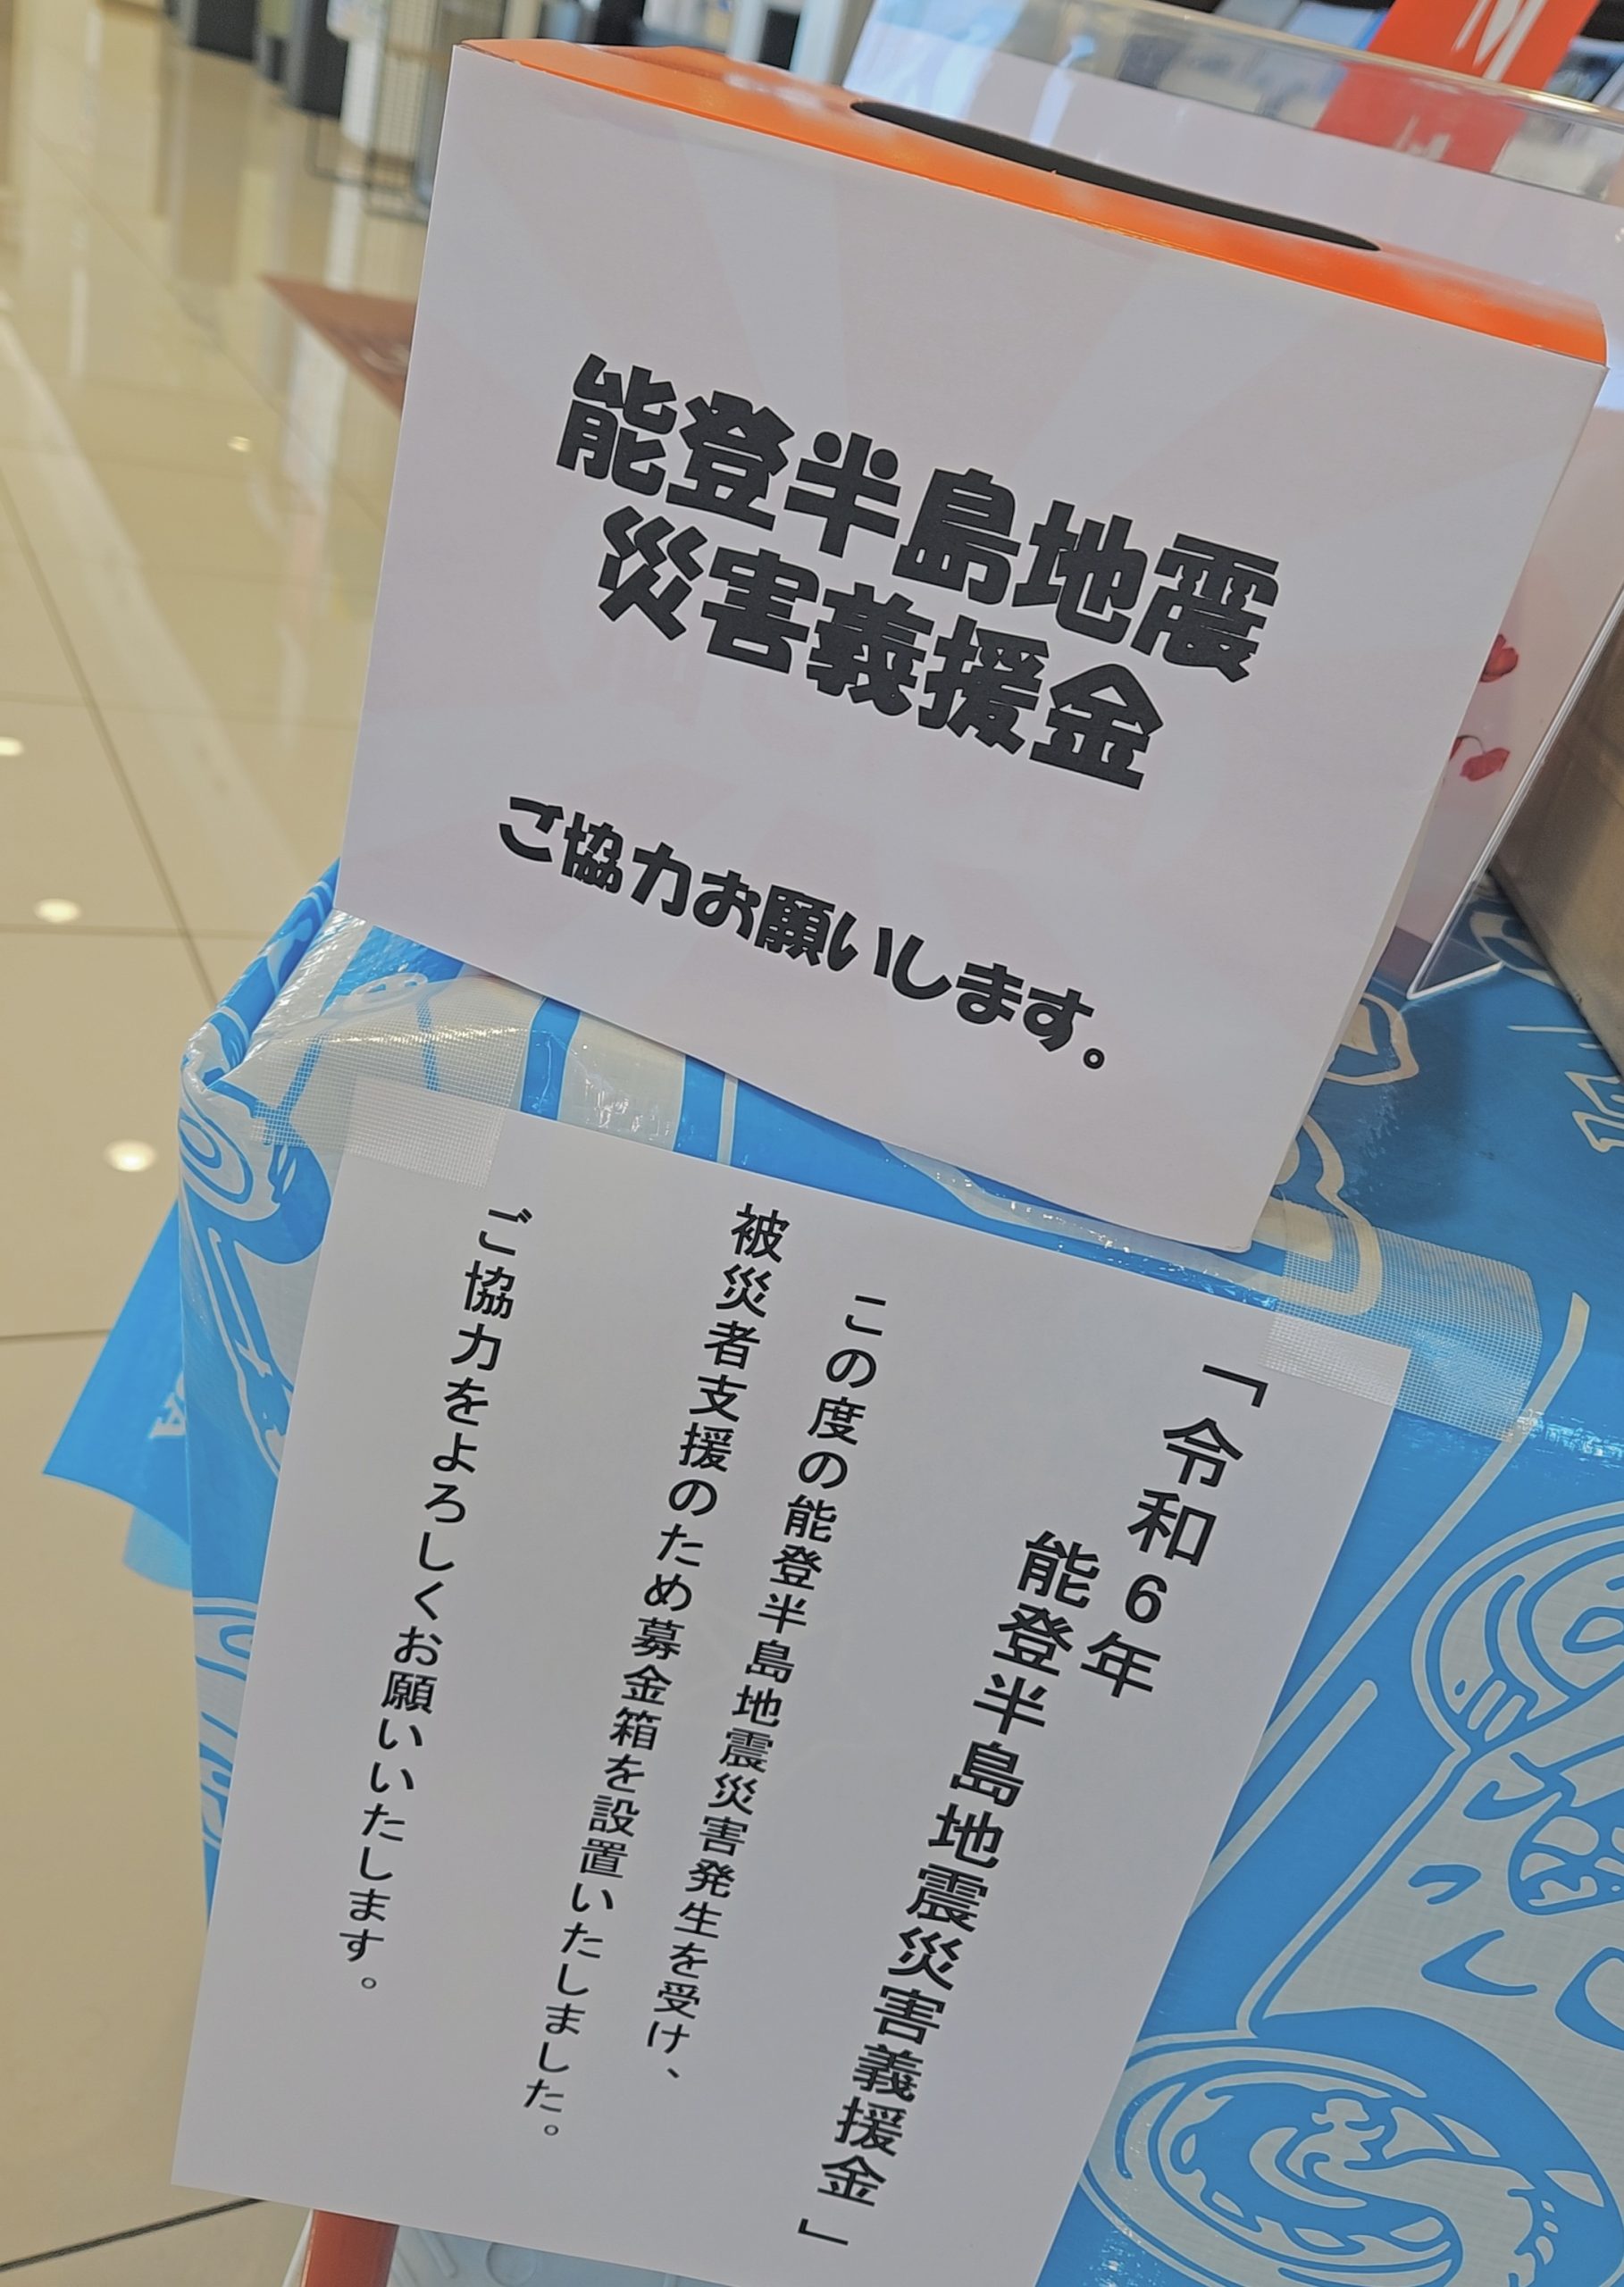 能登半島地震
災害義援金
ご協力お願いします。
「令和6年
能登半島地震災害義援金」
この度の能登半島地震災害発生を受け、
被災者支援のため募金箱を設置いたしました。
ご協力をよろしくお願いいたします。